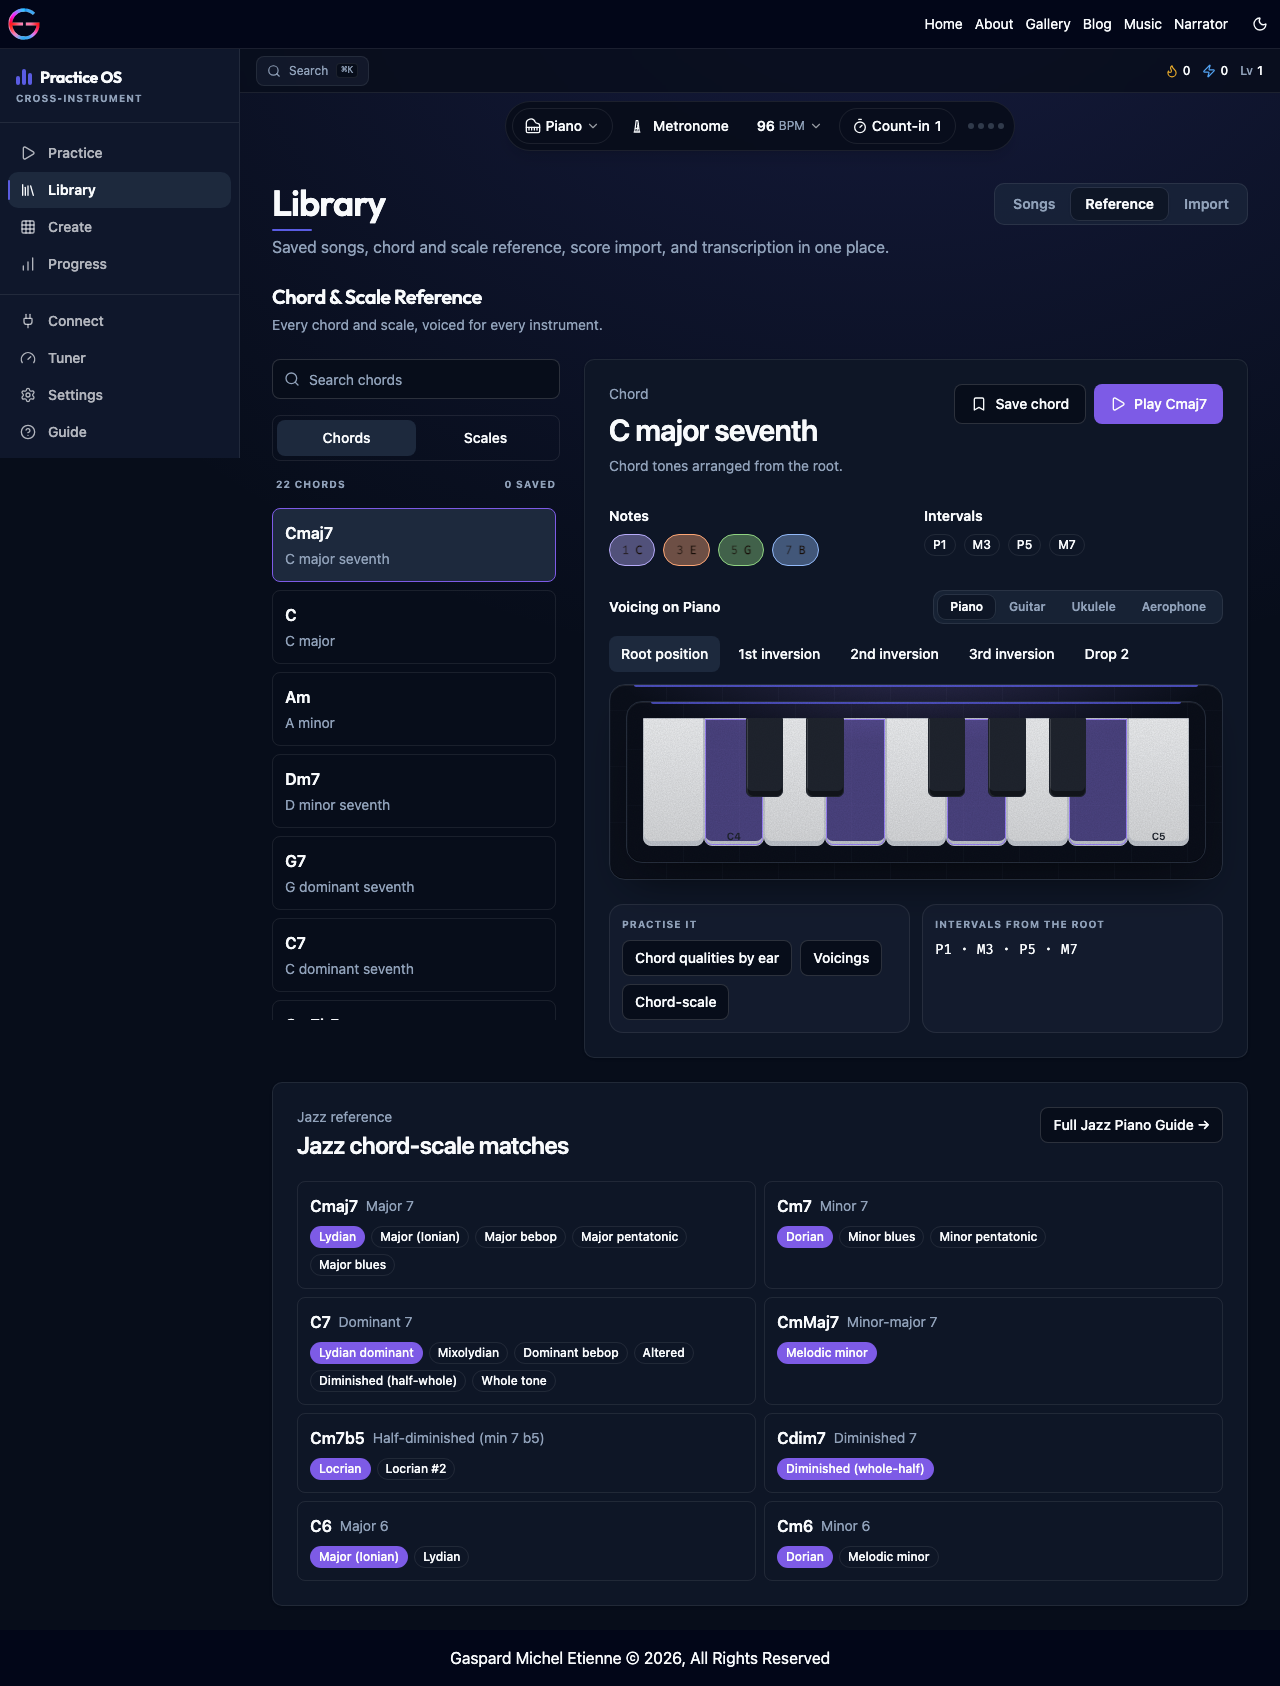 Home About Gallery Blog Music Narrator
Practice OS
CROSS-INSTRUMENT
Search ⌘K
0 0 Lv 1
Practice
Library
Create
Progress
Connect
Tuner
Settings
Guide
Piano Metronome 96 BPM Count-in 1
Library
Songs Reference Import
Saved songs, chord and scale reference, score import, and transcription in one place.
Chord & Scale Reference
Every chord and scale, voiced for every instrument.
Search chords
Chords Scales
22 CHORDS 0 SAVED
Cmaj7
C major seventh
C
C major
Am
A minor
Dm7
D minor seventh
G7
G dominant seventh
C7
C dominant seventh
Chord
C major seventh
Chord tones arranged from the root.
Save chord Play Cmaj7
Notes Intervals
1 C 3 E 5 G 7 B P1 M3 P5 M7
Voicing on Piano Piano Guitar Ukulele Aerophone
Root position 1st inversion 2nd inversion 3rd inversion Drop 2
C4 C5
PRACTISE IT
Chord qualities by ear Voicings
Chord-scale
INTERVALS FROM THE ROOT
P1 · M3 · P5 · M7
Jazz reference
Jazz chord-scale matches
Full Jazz Piano Guide →
Cmaj7 Major 7
Lydian Major (Ionian) Major bebop Major pentatonic
Major blues
Cm7 Minor 7
Dorian Minor blues Minor pentatonic
C7 Dominant 7
Lydian dominant Mixolydian Dominant bebop Altered
Diminished (half-whole) Whole tone
CmMaj7 Minor-major 7
Melodic minor
Cm7b5 Half-diminished (min 7 b5)
Locrian Locrian #2
Cdim7 Diminished 7
Diminished (whole-half)
C6 Major 6
Major (Ionian) Lydian
Cm6 Minor 6
Dorian Melodic minor
Gaspard Michel Etienne © 2026, All Rights Reserved